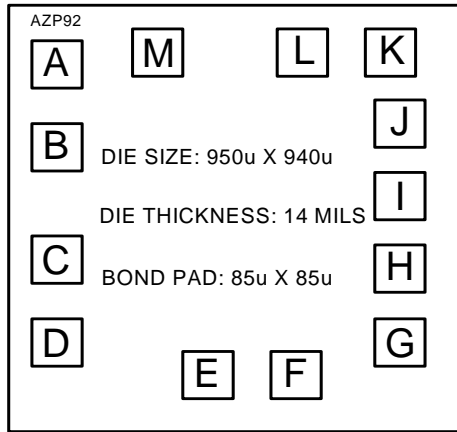 AZP92
A M L K
J
B DIE SIZE: 950u X 940u
I
DIE THICKNESS: 14 MILS
C BOND PAD: 85u X 85u H
D G
E F